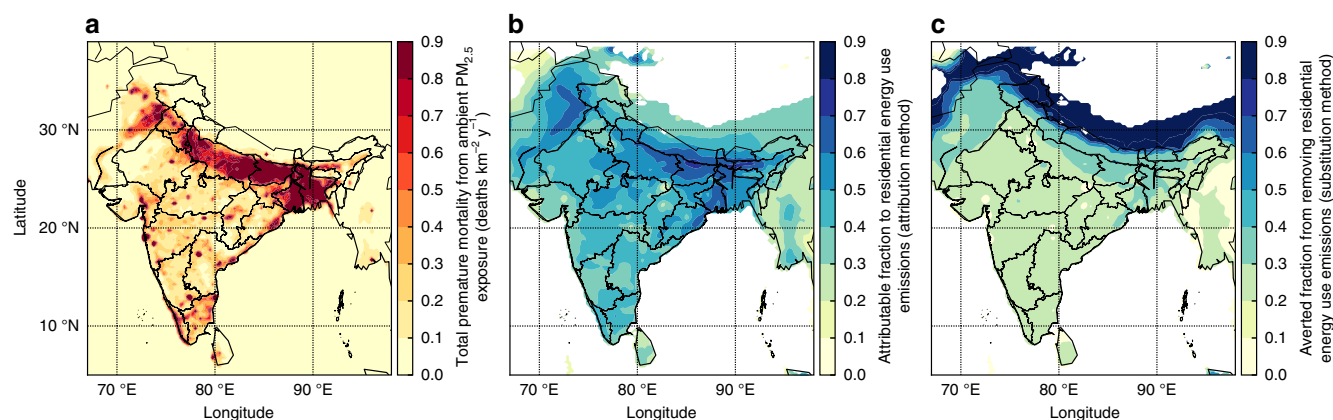 a
b
c
0.9
0.8
0.7
0.6
0.5
0.4
0.3
0.2
0.1
0.0
Total premature mortality from ambient PM2.5
exposure (deaths km−2 y−1)
0.9
0.8
0.7
0.6
0.5
0.4
0.3
0.2
0.1
0.0
Attributable fraction to residential energy use
emissions (attribution method)
0.9
0.8
0.7
0.6
0.5
0.4
0.3
0.2
0.1
0.0
Averted fraction from removing residential
energy use emissions (substitution method)
Latitude
30 °N
20 °N
10 °N
70 °E 80 °E 90 °E
Longitude
70 °E 80 °E 90 °E
Longitude
70 °E 80 °E 90 °E
Longitude